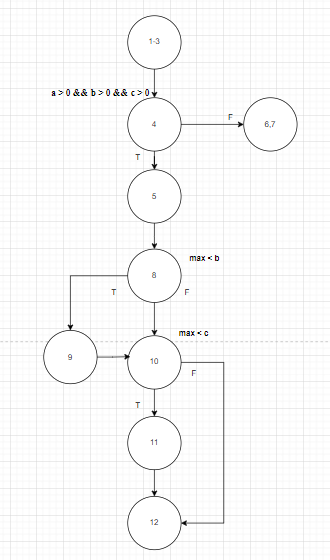 1-3
a > 0 && b > 0 && c > 0
4
F
6,7
T
5
max < b
8
T
F
max < c
9
10
F
T
11
12